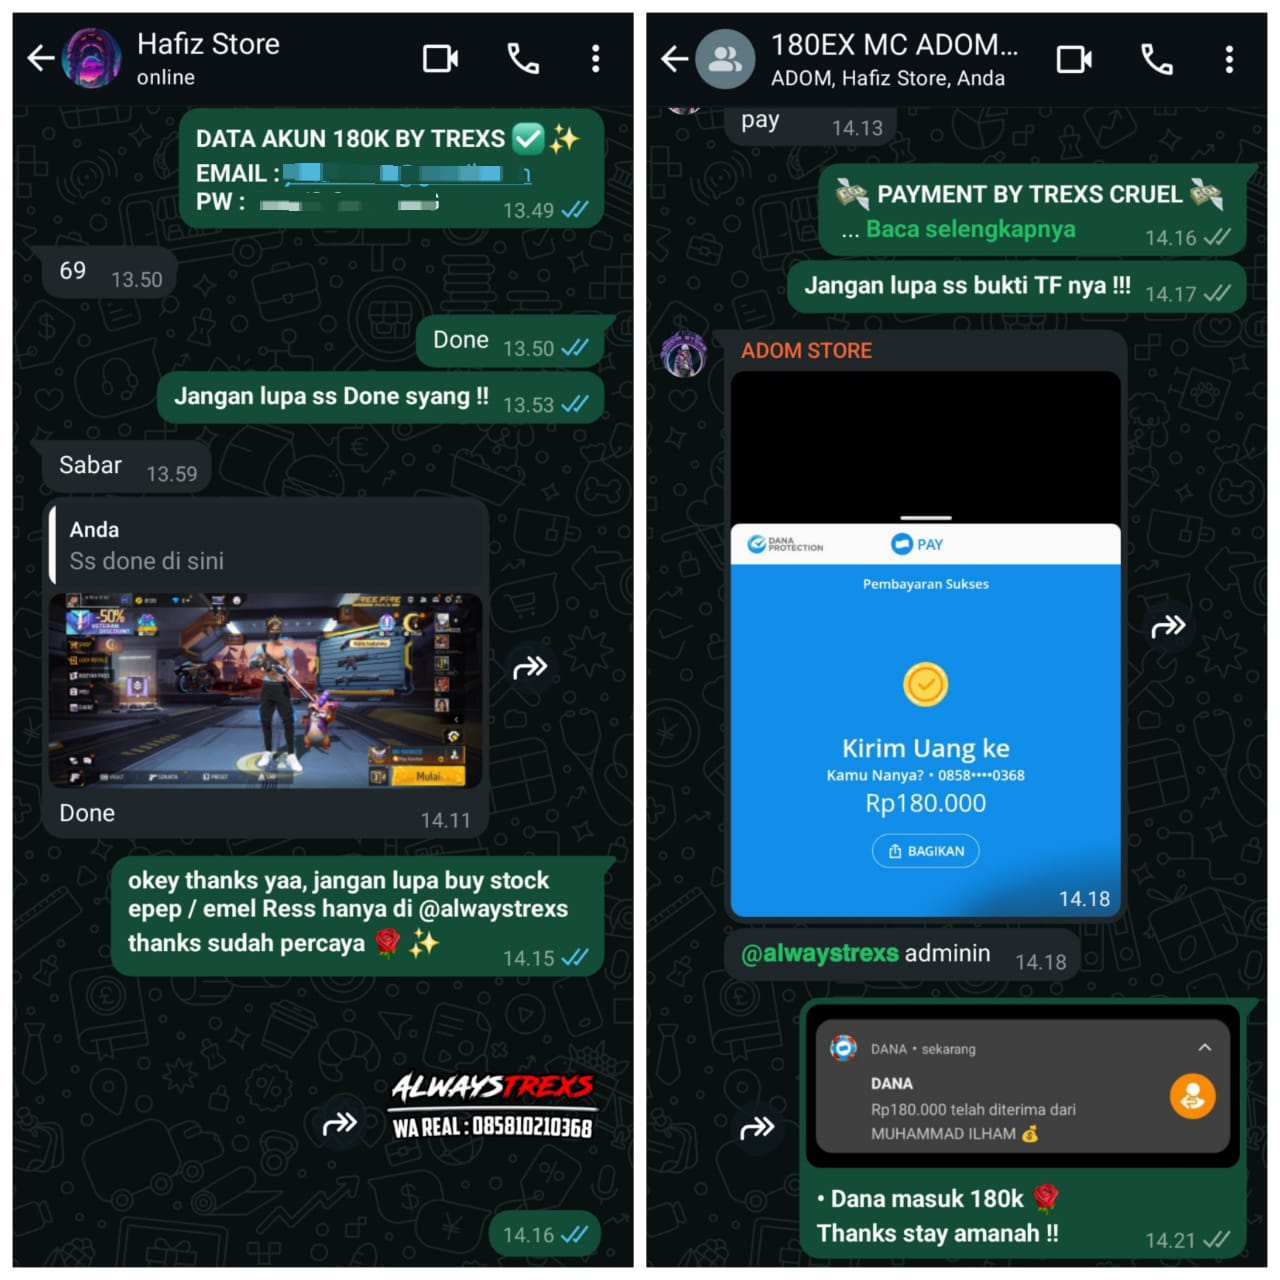 Hafiz Store
online
DATA AKUN 180K BY TREXS ✅✨
EMAIL :
PW :
13.49
69
13.50
Done
13.50
Jangan lupa ss Done syang !!
13.53
Sabar
13.59
Anda
Ss done di sini
-50%
VETERAN
DISCOUNT
FREE FIRE
Mulai
Done
14.11
okey thanks yaa, jangan lupa buy stock
epep / emel Ress hanya di @alwaystrexs
thanks sudah percaya 🌹✨
14.15
ALWAYSTREXS
WA REAL : 085810210368
14.16
180EX MC ADOM...
ADOM, Hafiz Store, Anda
pay
14.13
💸 PAYMENT BY TREXS CRUEL 💸
... Baca selengkapnya
14.16
Jangan lupa ss bukti TF nya !!!
14.17
ADOM STORE
DANA
PROTECTION
PAY
Pembayaran Sukses
Kirim Uang ke
Kamu Nanya? • 0858••••0368
Rp180.000
BAGIKAN
14.18
@alwaystrexs adminin
14.18
DANA • sekarang
DANA
Rp180.000 telah diterima dari
MUHAMMAD ILHAM 💰
• Dana masuk 180k 🌹
Thanks stay amanah !!
14.21